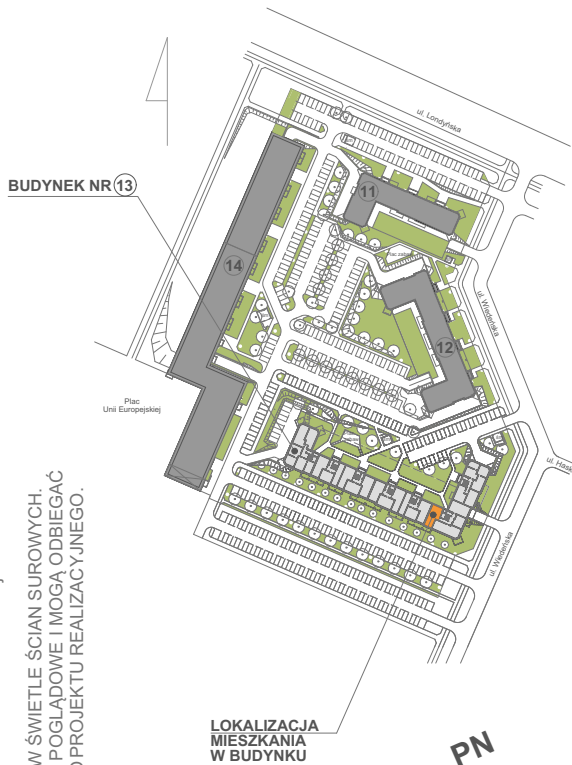 ul. Londyńska
BUDYNEK NR 13
11
14
ul. Wiedeńska
12
Plac
Unii Europejskiej
ul. Hask
ul. Wiedeńska
W ŚWIETLE ŚCIAN SUROWYCH.
POGLĄDOWE I MOGĄ ODBIEGAĆ
PROJEKTU REALIZACYJNEGO.
LOKALIZACJA
MIESZKANIA
W BUDYNKU
PN